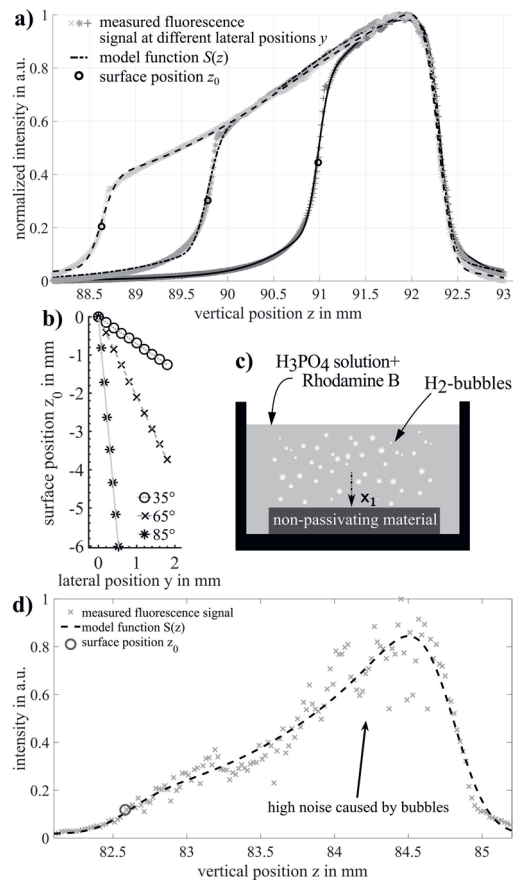 a)
measured fluorescence
signal at different lateral positions y
model function S(z)
surface position z0
normalized intensity in a.u.
1
0.8
0.6
0.4
0.2
0
88.5 89 89.5 90 90.5 91 91.5 92 92.5 93
vertical position z in mm
b)
surface position z0 in mm
0
-1
-2
-3
-4
-5
-6
35°
65°
85°
0 1 2
lateral position y in mm
c)
H3PO4 solution+
Rhodamine B
H2-bubbles
x1
non-passivating material
d)
measured fluorescence signal
model function S(z)
surface position z0
intensity in a.u.
1
0.8
0.6
0.4
0.2
0
high noise caused by bubbles
82.5 83 83.5 84 84.5 85
vertical position z in mm